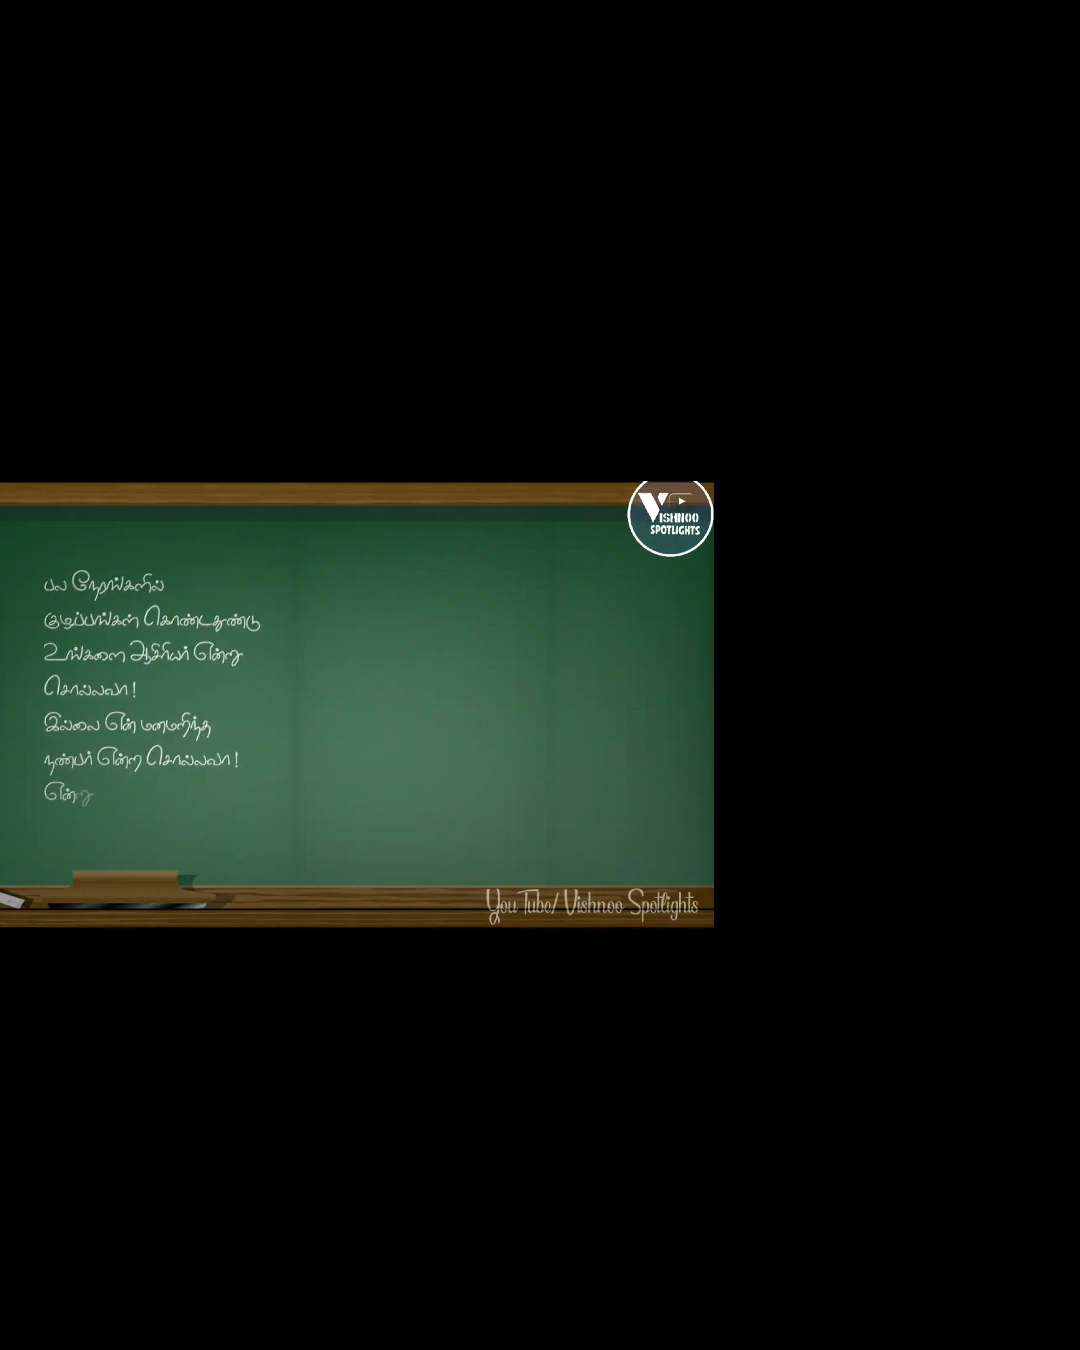 VISHNOO
SPOTLIGHTS
பல நேரங்களில்
குழப்பங்கள் கொண்டதுண்டு
உங்களை ஆசிரியர் என்று
சொல்லவா!
இல்லை என் மனமறிந்த
நண்பர் என்ற சொல்லவா!
என்று
You Tube/ Vishnoo Spotlights